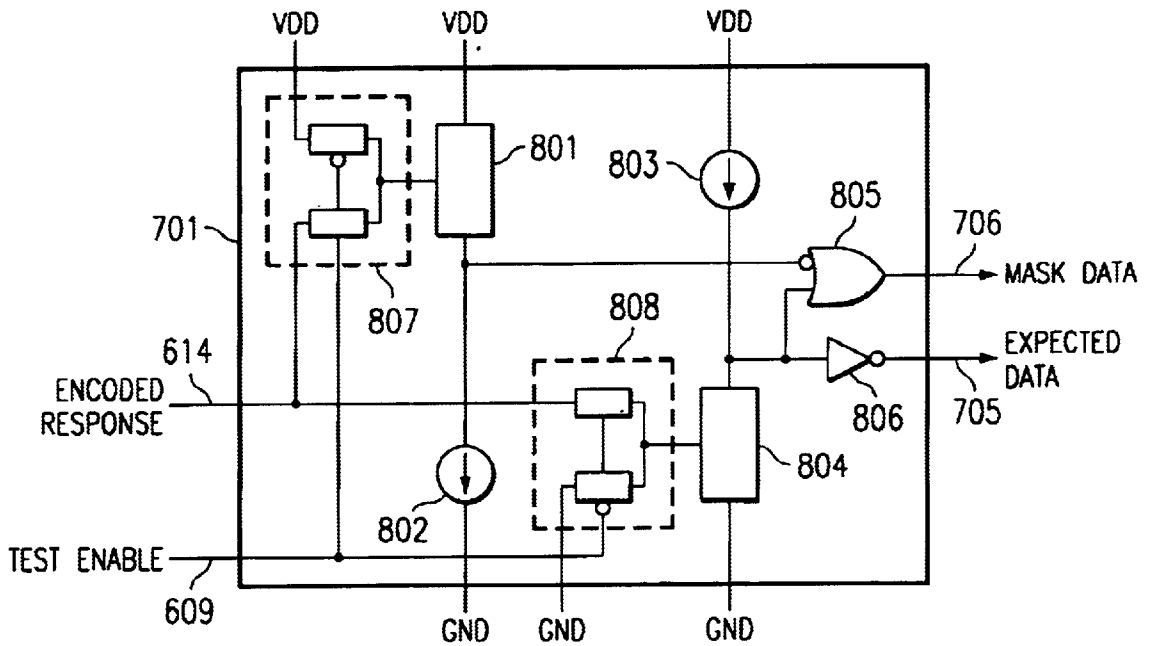 VDD
VDD
VDD
801
803
805
701
706
MASK DATA
807
808
614
ENCODED
RESPONSE
EXPECTED
DATA
806
705
804
802
TEST ENABLE
609
GND
GND
GND